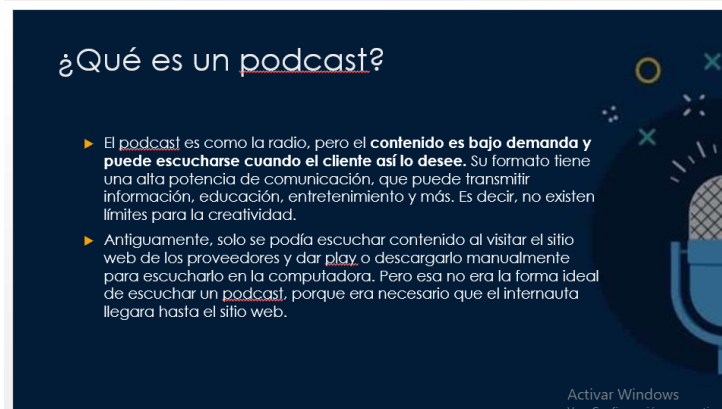 ¿Qué es un podcast?
El podcast es como la radio, pero el contenido es bajo demanda y
puede escucharse cuando el cliente así lo desee. Su formato tiene
una alta potencia de comunicación, que puede transmitir
información, educación, entretenimiento y más. Es decir, no existen
límites para la creatividad.
Antiguamente, solo se podía escuchar contenido al visitar el sitio
web de los proveedores y dar play o descargarlo manualmente
para escucharlo en la computadora. Pero esa no era la forma ideal
de escuchar un podcast, porque era necesario que el internauta
llegara hasta el sitio web.
Activar Windows